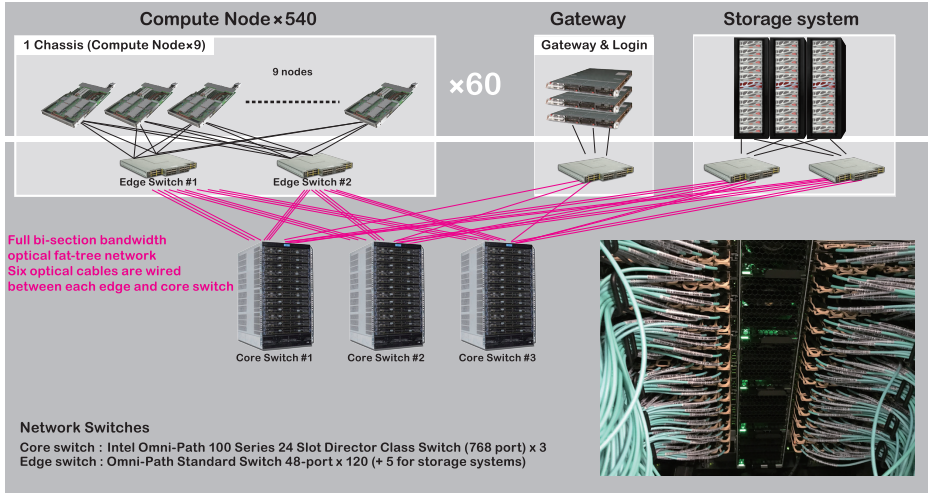 Compute Node×540
Gateway
Storage system
1 Chassis (Compute Node×9)
Gateway & Login
9 nodes
×60
Edge Switch #1
Edge Switch #2
Full bi-section bandwidth
optical fat-tree network
Six optical cables are wired
between each edge and core switch
Core Switch #1
Core Switch #2
Core Switch #3
Network Switches
Core switch : Intel Omni-Path 100 Series 24 Slot Director Class Switch (768 port) x 3
Edge switch : Omni-Path Standard Switch 48-port x 120 (+ 5 for storage systems)